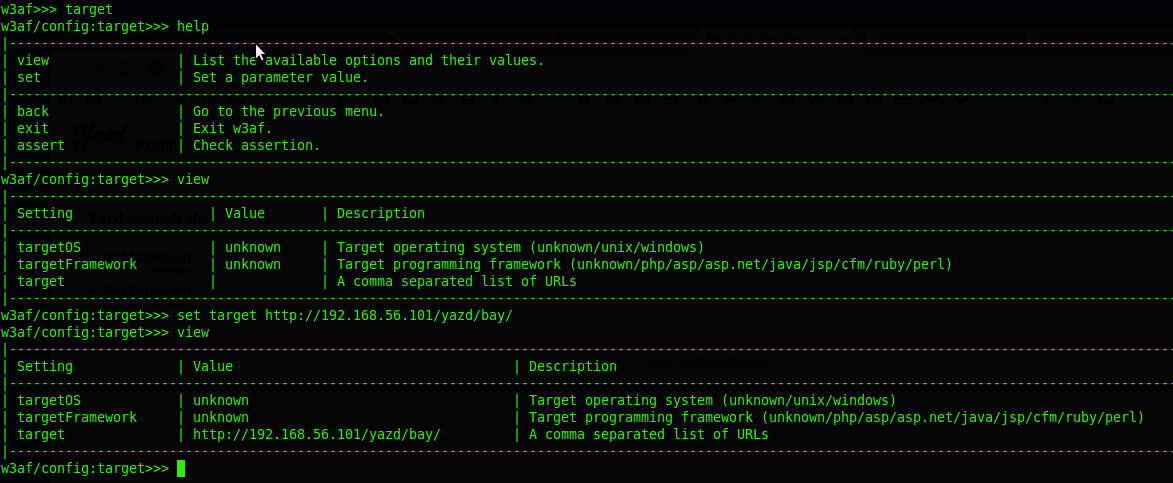 w3af>>> target
w3af/config:target>>> help
|-----------------------------------------------------------------------------------------------------------------------------------------------
| view                | List the available options and their values.
| set                 | Set a parameter value.
|-----------------------------------------------------------------------------------------------------------------------------------------------
| back                | Go to the previous menu.
| exit                | Exit w3af.
| assert              | Check assertion.
|-----------------------------------------------------------------------------------------------------------------------------------------------
w3af/config:target>>> view
|-----------------------------------------------------------------------------------------------------------------------------------------------
| Setting                 | Value       | Description
|-----------------------------------------------------------------------------------------------------------------------------------------------
| targetOS                | unknown     | Target operating system (unknown/unix/windows)
| targetFramework         | unknown     | Target programming framework (unknown/php/asp/asp.net/java/jsp/cfm/ruby/perl)
| target                  |             | A comma separated list of URLs
|-----------------------------------------------------------------------------------------------------------------------------------------------
w3af/config:target>>> set target http://192.168.56.101/yazd/bay/
w3af/config:target>>> view
|-----------------------------------------------------------------------------------------------------------------------------------------------
| Setting             | Value                                   | Description
|-----------------------------------------------------------------------------------------------------------------------------------------------
| targetOS            | unknown                                 | Target operating system (unknown/unix/windows)
| targetFramework     | unknown                                 | Target programming framework (unknown/php/asp/asp.net/java/jsp/cfm/ruby/perl)
| target              | http://192.168.56.101/yazd/bay/         | A comma separated list of URLs
|-----------------------------------------------------------------------------------------------------------------------------------------------
w3af/config:target>>>